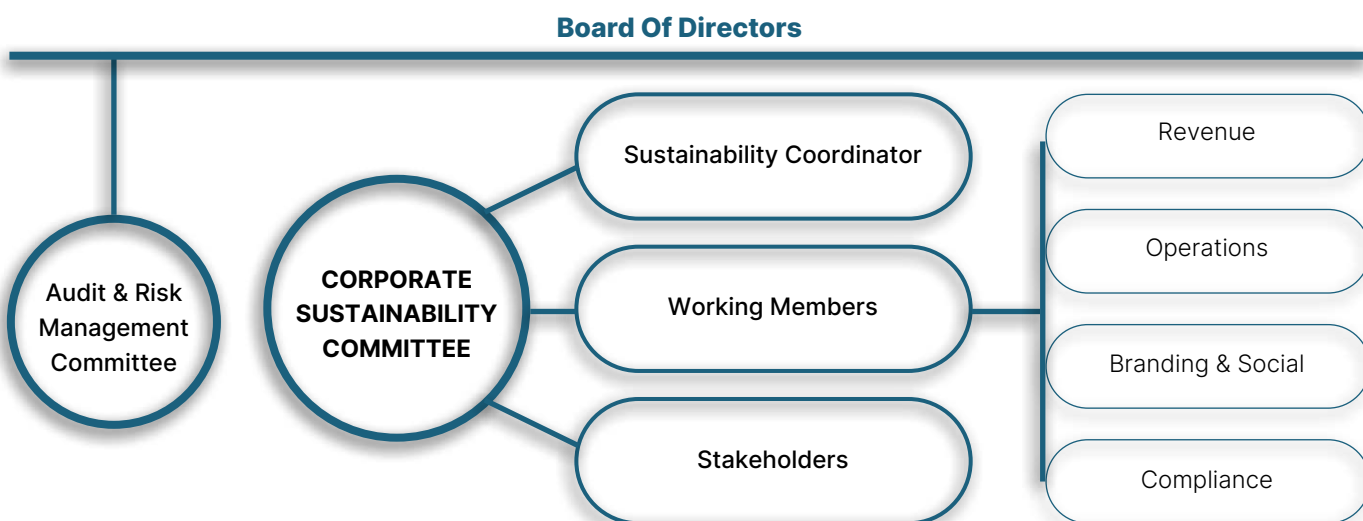 Board Of Directors
Audit & Risk
Management
Committee
CORPORATE
SUSTAINABILITY
COMMITTEE
Sustainability Coordinator
Working Members
Stakeholders
Revenue
Operations
Branding & Social
Compliance